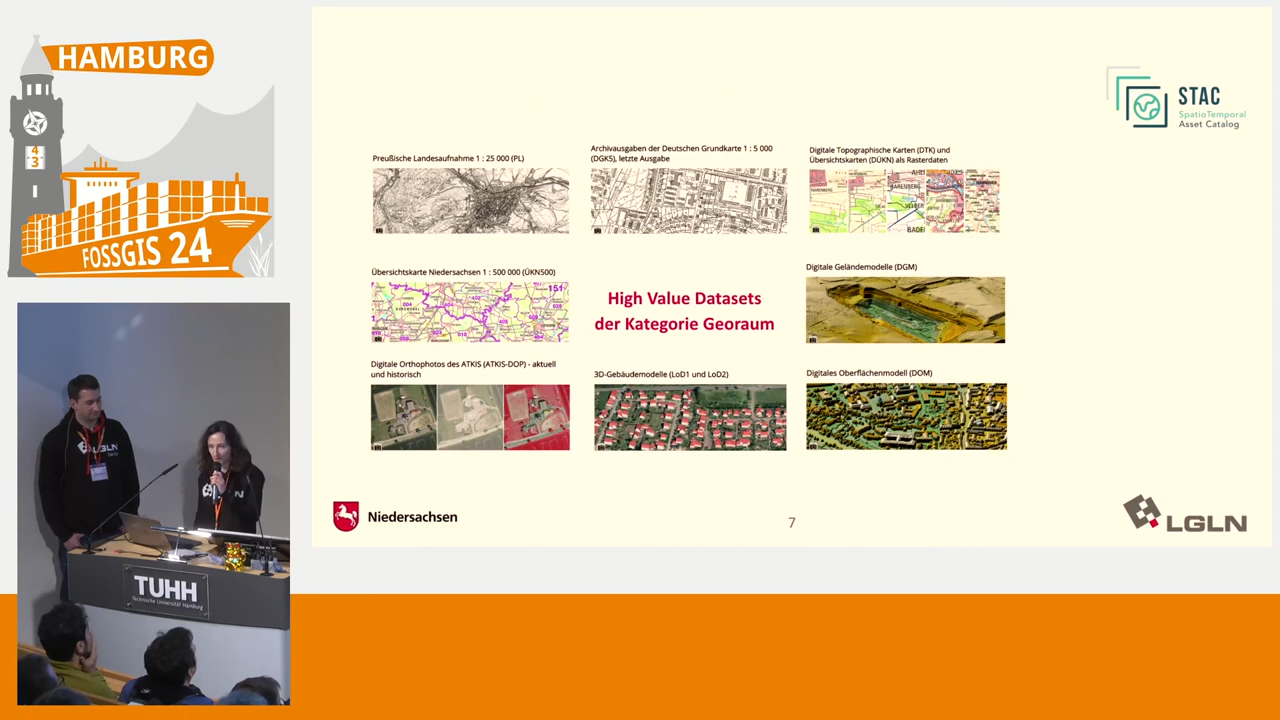 HAMBURG
4
3
FOSSGIS 24
STAC
SpatioTemporal
Asset Catalog
Preußische Landesaufnahme 1 : 25 000 (PL)
Archivausgaben der Deutschen Grundkarte 1 : 5 000
(DGK5), letzte Ausgabe
Digitale Topographische Karten (DTK) und
Übersichtskarten (DÜKN) als Rasterdaten
Übersichtskarte Niedersachsen 1 : 500 000 (ÜKN500)
High Value Datasets
der Kategorie Georaum
Digitale Geländemodelle (DGM)
Digitale Orthophotos des ATKIS (ATKIS-DOP) - aktuell
und historisch
3D-Gebäudemodelle (LoD1 und LoD2)
Digitales Oberflächenmodell (DOM)
Niedersachsen
7
LGLN
LGLN
TUHH
Technische Universität Hamburg